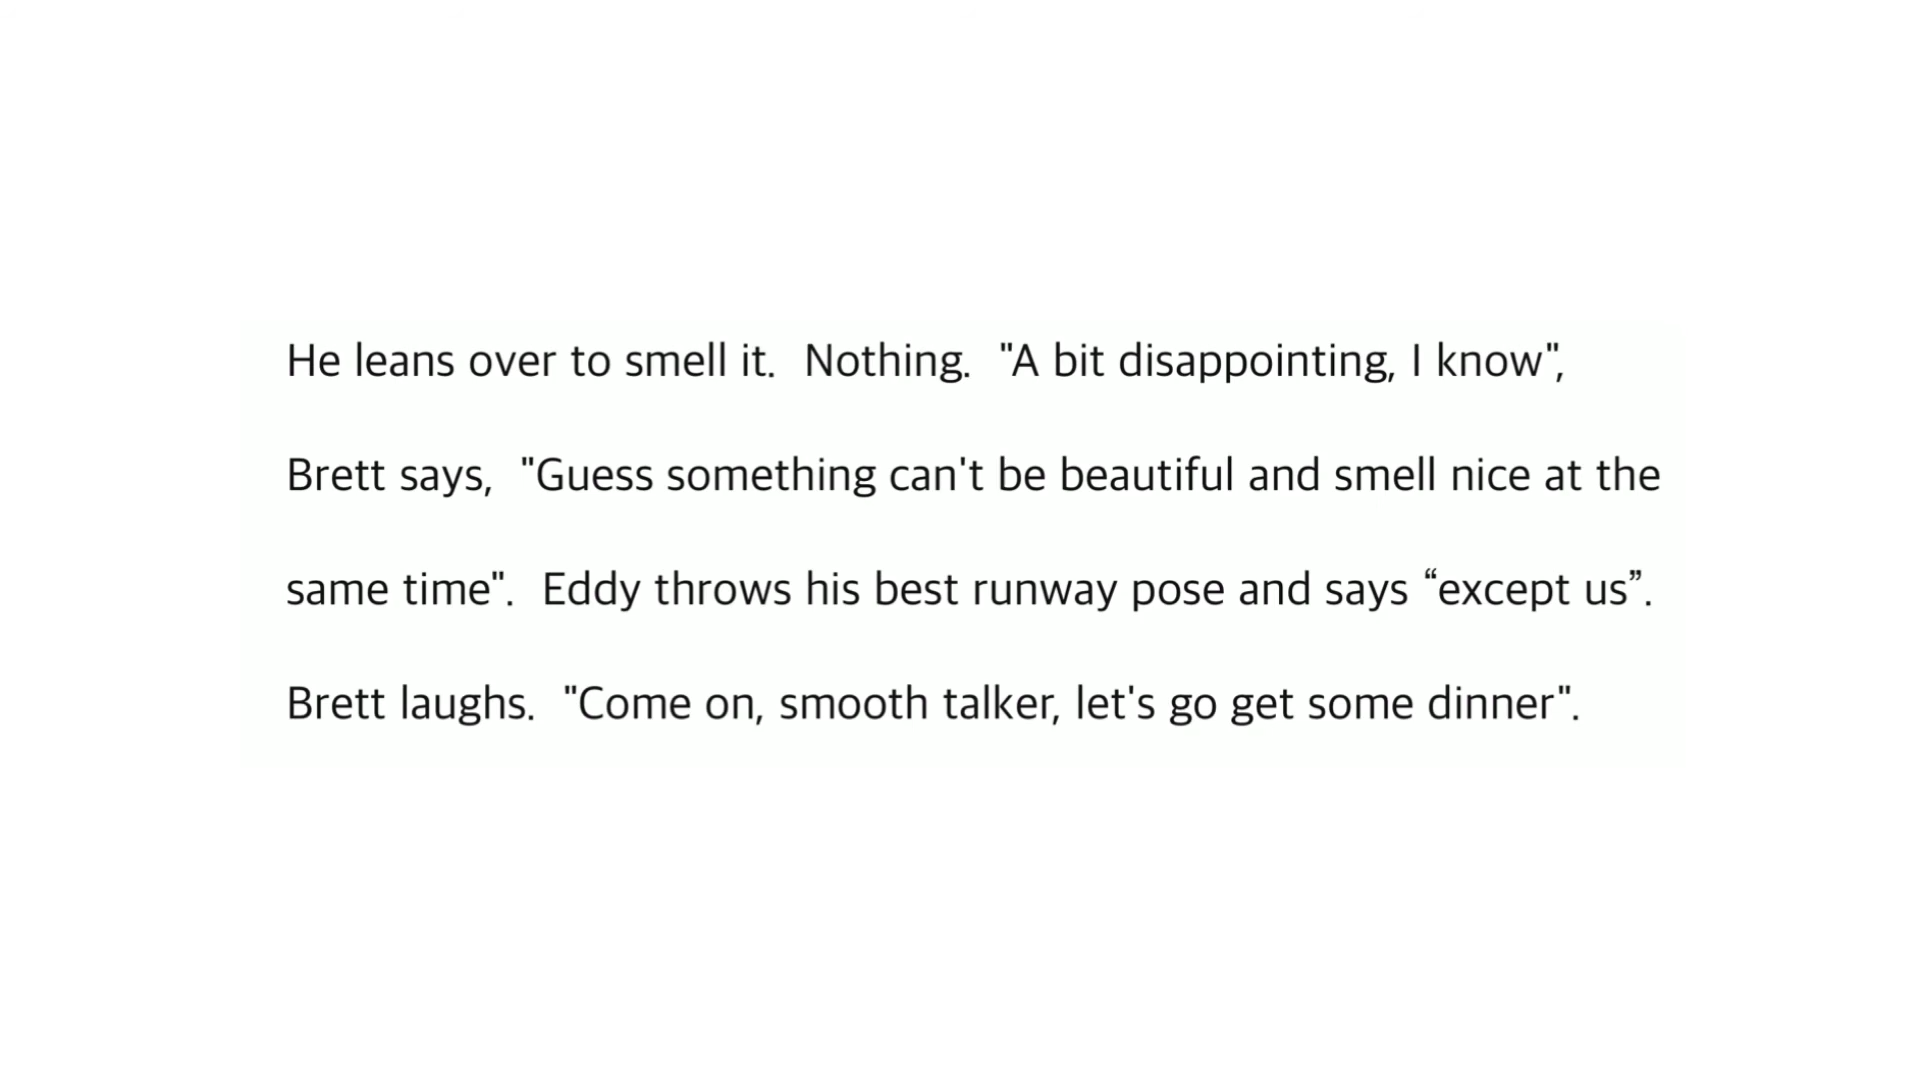 He leans over to smell it.  Nothing.  "A bit disappointing, I know",
Brett says,  "Guess something can't be beautiful and smell nice at the
same time".  Eddy throws his best runway pose and says “except us”.
Brett laughs.  "Come on, smooth talker, let's go get some dinner".